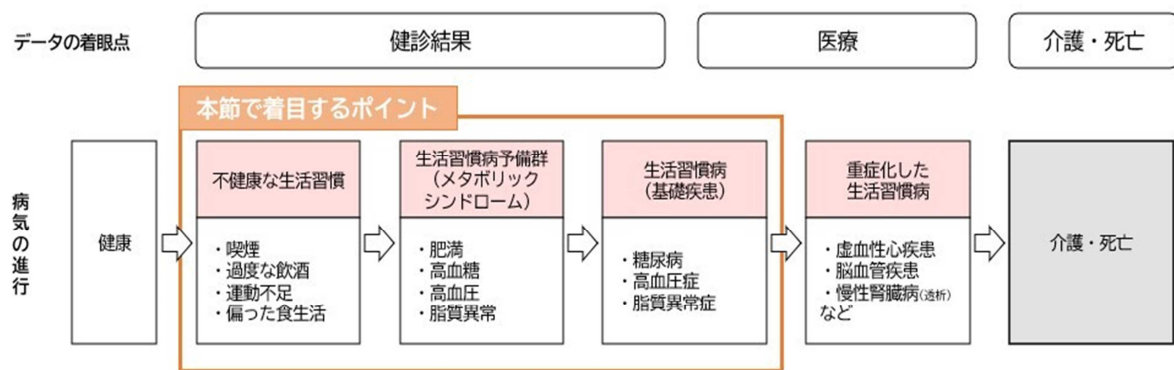 データの着眼点
健診結果
医療
介護・死亡
本節で着目するポイント
病気の進行
健康
不健康な生活習慣
・喫煙
・過度な飲酒
・運動不足
・偏った食生活
生活習慣病予備群
（メタボリック
シンドローム）
・肥満
・高血糖
・高血圧
・脂質異常
生活習慣病
（基礎疾患）
・糖尿病
・高血圧症
・脂質異常症
重症化した
生活習慣病
・虚血性心疾患
・脳血管疾患
・慢性腎臓病（透析）
など
介護・死亡